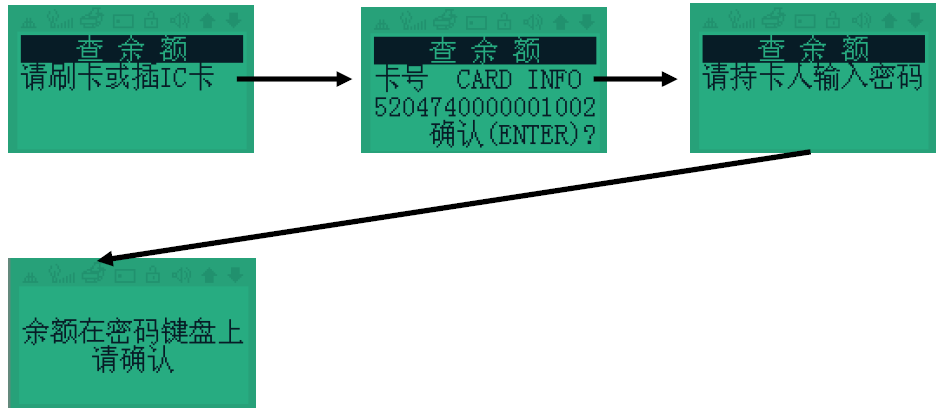 查余额
请刷卡或插IC卡
查余额
卡号 CARD INFO
5204740000001002
确认(ENTER)?
查余额
请持卡人输入密码
余额在密码键盘上
请确认